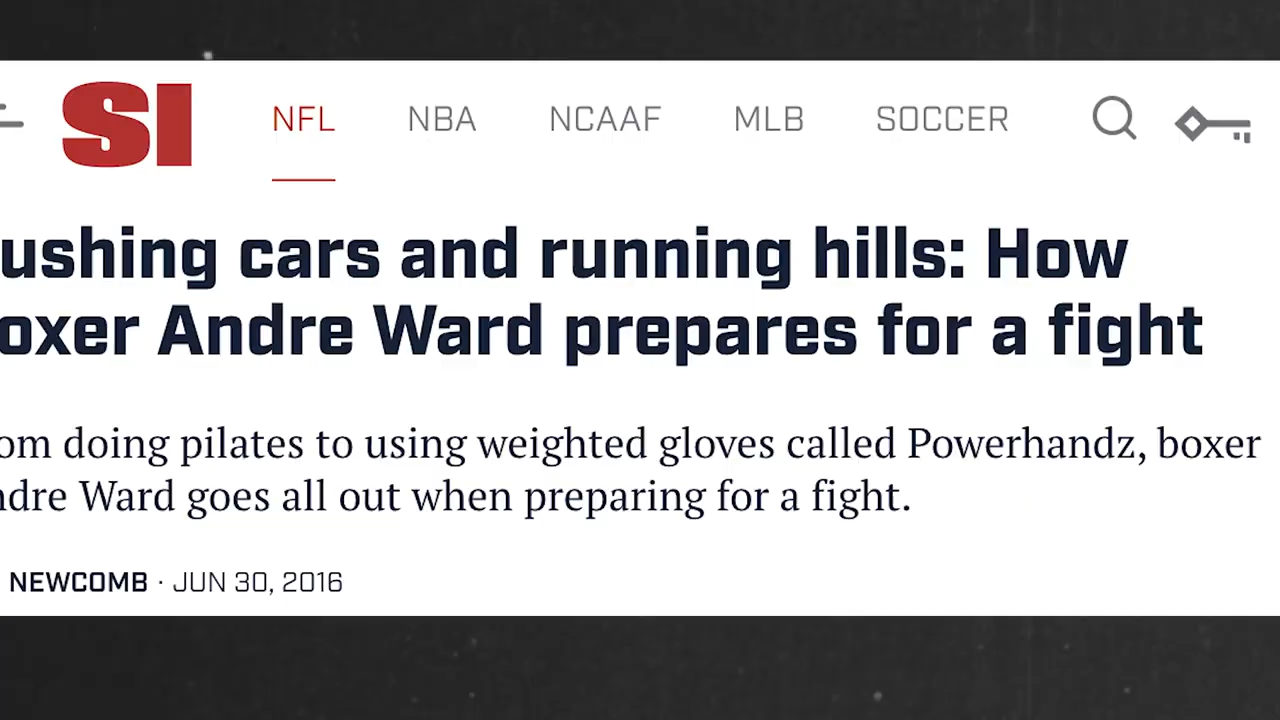 SI NFL NBA NCAAF MLB SOCCER
ushing cars and running hills: How
oxer Andre Ward prepares for a fight
om doing pilates to using weighted gloves called Powerhandz, boxer
ndre Ward goes all out when preparing for a fight.
NEWCOMB · JUN 30, 2016